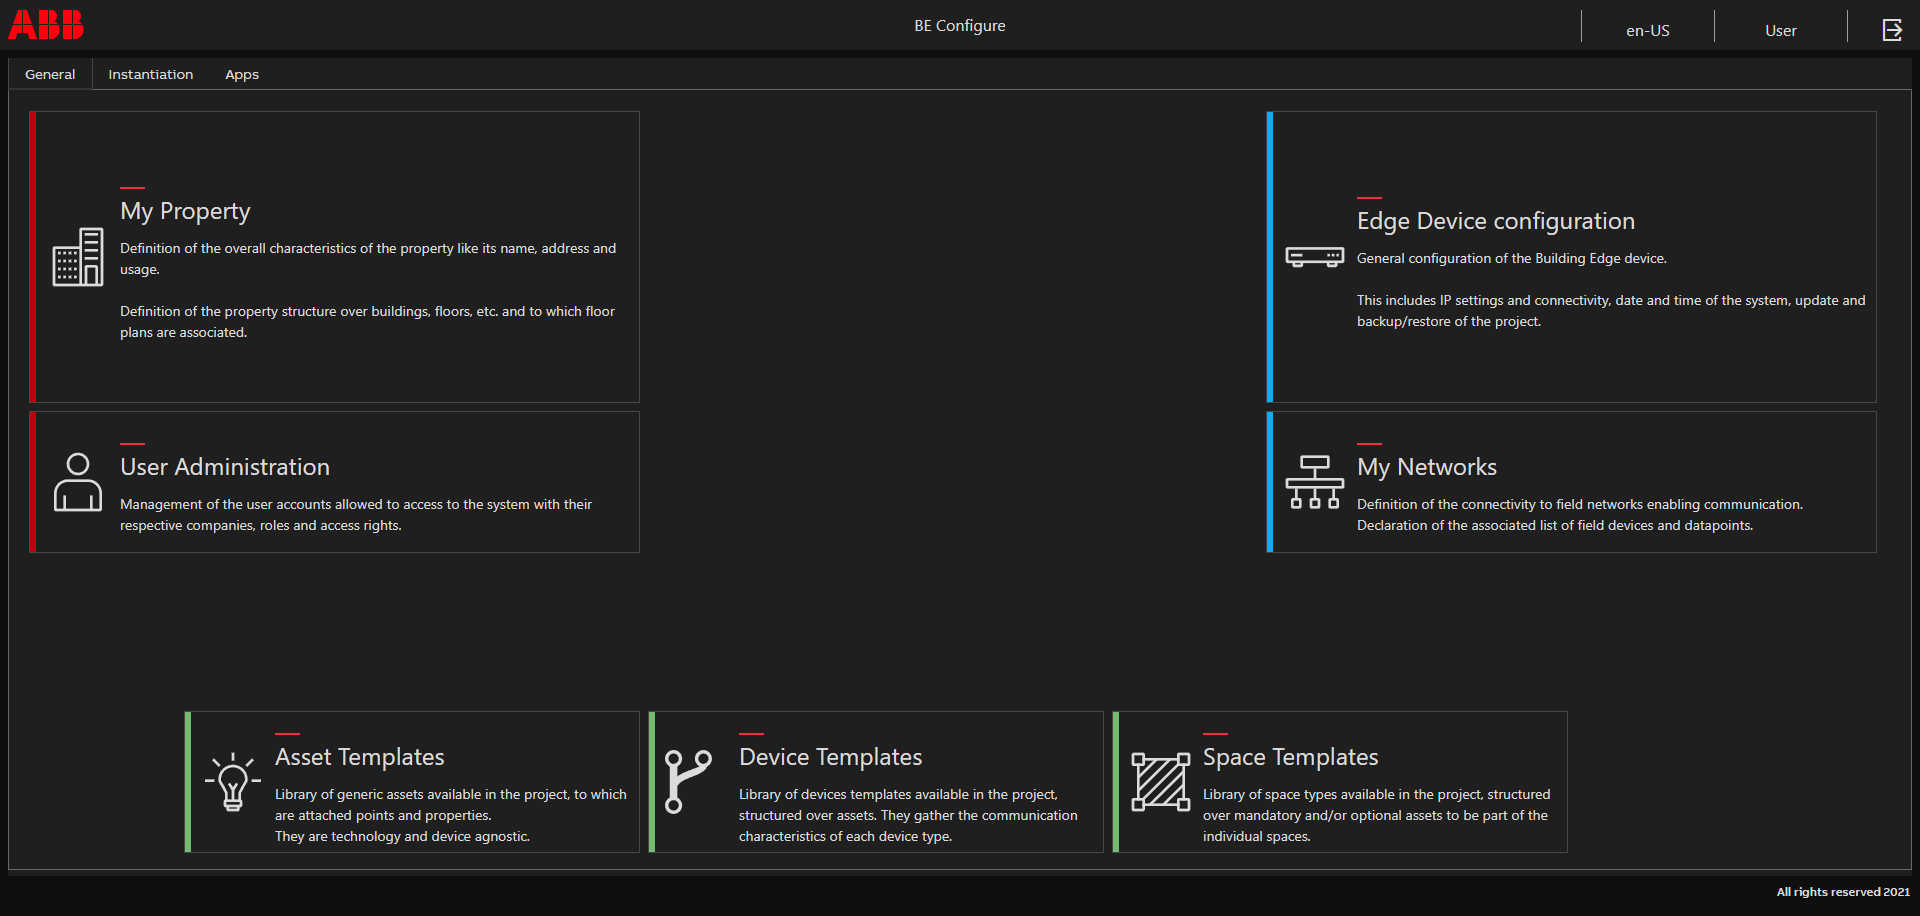 ABB
BE Configure
en-US
User
General
Instantiation
Apps
My Property
Definition of the overall characteristics of the property like its name, address and
usage.
Definition of the property structure over buildings, floors, etc. and to which floor
plans are associated.
Edge Device configuration
General configuration of the Building Edge device.
This includes IP settings and connectivity, date and time of the system, update and
backup/restore of the project.
User Administration
Management of the user accounts allowed to access to the system with their
respective companies, roles and access rights.
My Networks
Definition of the connectivity to field networks enabling communication.
Declaration of the associated list of field devices and datapoints.
Asset Templates
Library of generic assets available in the project, to which
are attached points and properties.
They are technology and device agnostic.
Device Templates
Library of devices templates available in the project,
structured over assets. They gather the communication
characteristics of each device type.
Space Templates
Library of space types available in the project, structured
over mandatory and/or optional assets to be part of the
individual spaces.
All rights reserved 2021